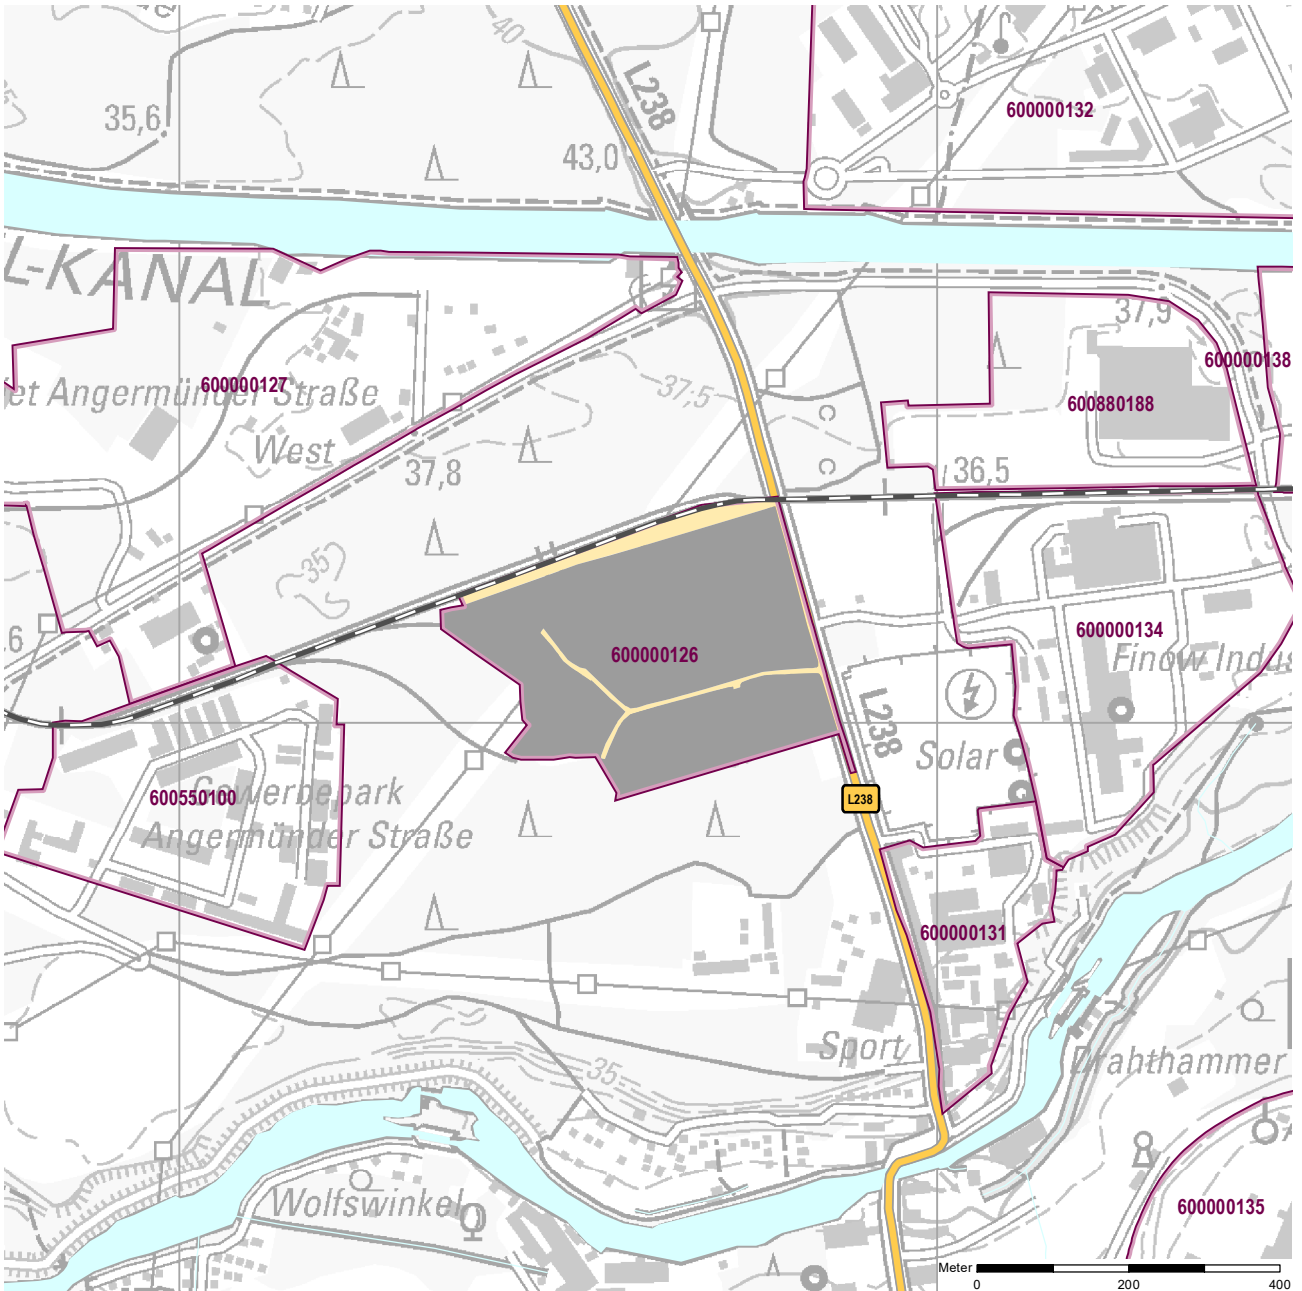 40
L238
35,6
43,0
600000132
L-KANAL
37,9
600000138
et Angermünder Straße
600000127
37,5
600880188
West
37,8
36,5
35
600000134
600000126
Finow Indus
L238
Solar
600550100
Gewerbepark
L238
Angermünder Straße
600000131
Sport
Drahthammer
35
Wolfswinkel
600000135
Meter
0
200
400